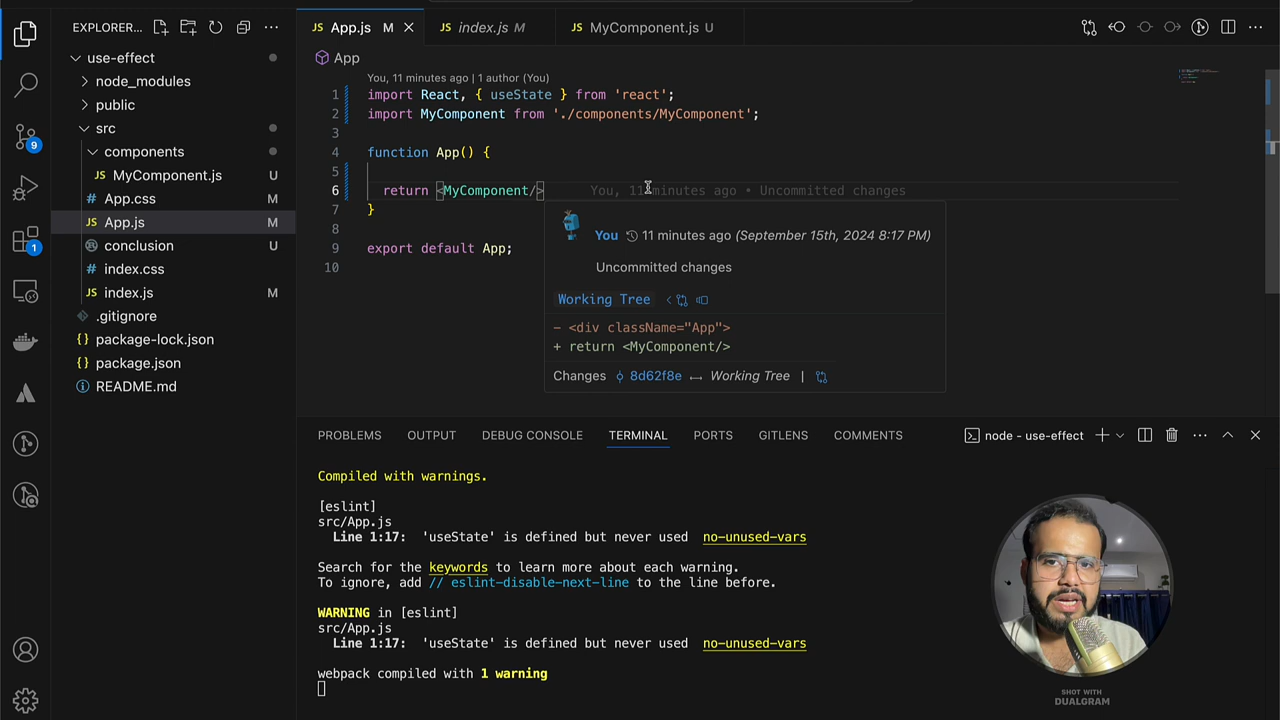 EXPLORER...
use-effect
node_modules
public
src
components
MyComponent.js U
App.css M
App.js M
conclusion U
index.css
index.js M
.gitignore
package-lock.json
package.json
README.md
9
1
JS App.js M
JS index.js M
JS MyComponent.js U
App
You, 11 minutes ago | 1 author (You)
1 import React, { useState } from 'react';
2 import MyComponent from './components/MyComponent';
3
4 function App() {
5
6 return <MyComponent/> You, 11 minutes ago • Uncommitted changes
7 }
8
9 export default App;
10
You 11 minutes ago (September 15th, 2024 8:17 PM)
Uncommitted changes
Working Tree
− <div className="App">
+ return <MyComponent/>
Changes 8d62f8e Working Tree |
PROBLEMS OUTPUT DEBUG CONSOLE TERMINAL PORTS GITLENS COMMENTS node - use-effect
Compiled with warnings.
[eslint]
src/App.js
Line 1:17: 'useState' is defined but never used no-unused-vars
Search for the keywords to learn more about each warning.
To ignore, add // eslint-disable-next-line to the line before.
WARNING in [eslint]
src/App.js
Line 1:17: 'useState' is defined but never used no-unused-vars
webpack compiled with 1 warning
SHOT WITH
DUALGRAM